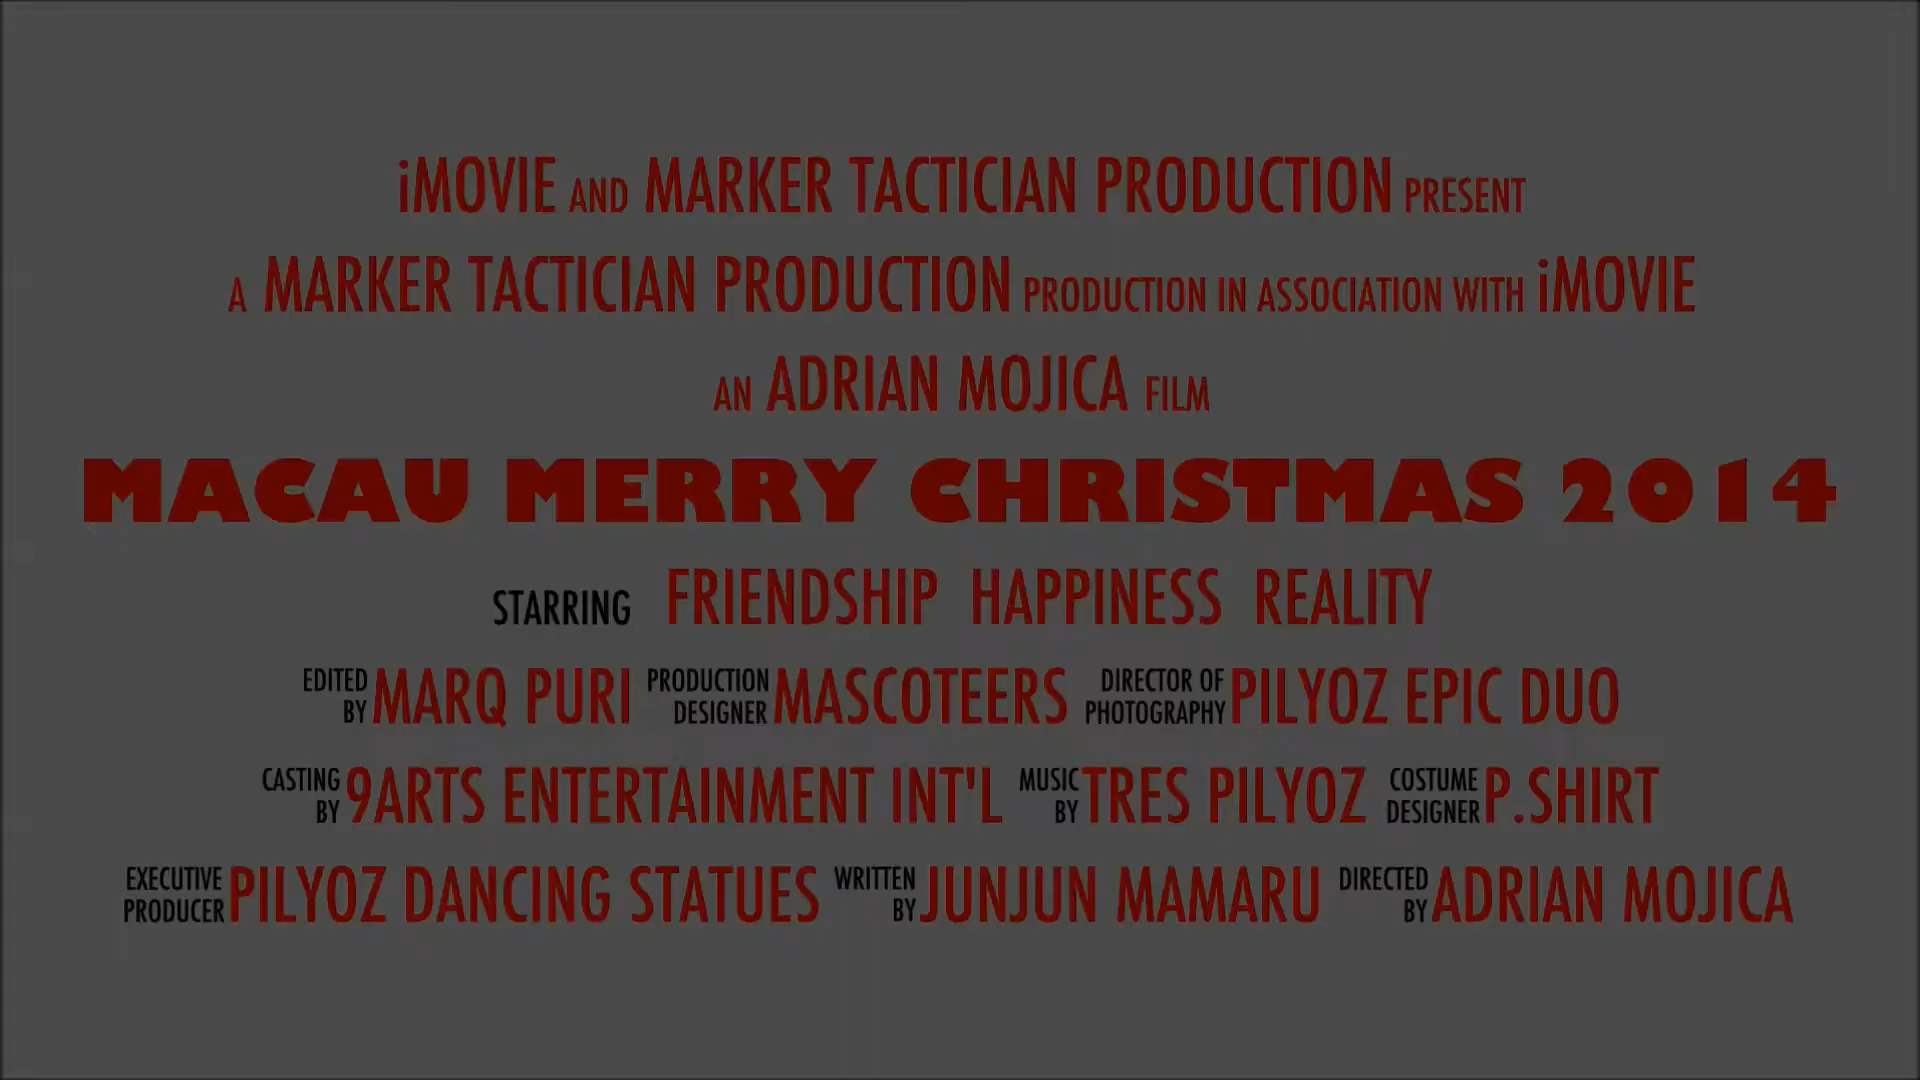 iMOVIE AND MARKER TACTICIAN PRODUCTION PRESENT
A MARKER TACTICIAN PRODUCTION PRODUCTION IN ASSOCIATION WITH iMOVIE
AN ADRIAN MOJICA FILM
MACAU MERRY CHRISTMAS 2014
STARRING FRIENDSHIP HAPPINESS REALITY
EDITED BY MARQ PURI PRODUCTION DESIGNER MASCOTEERS DIRECTOR OF PHOTOGRAPHY PILYOZ EPIC DUO
CASTING BY 9ARTS ENTERTAINMENT INT'L MUSIC BY TRES PILYOZ COSTUME DESIGNER P.SHIRT
EXECUTIVE PRODUCER PILYOZ DANCING STATUES WRITTEN BY JUNJUN MAMARU DIRECTED BY ADRIAN MOJICA